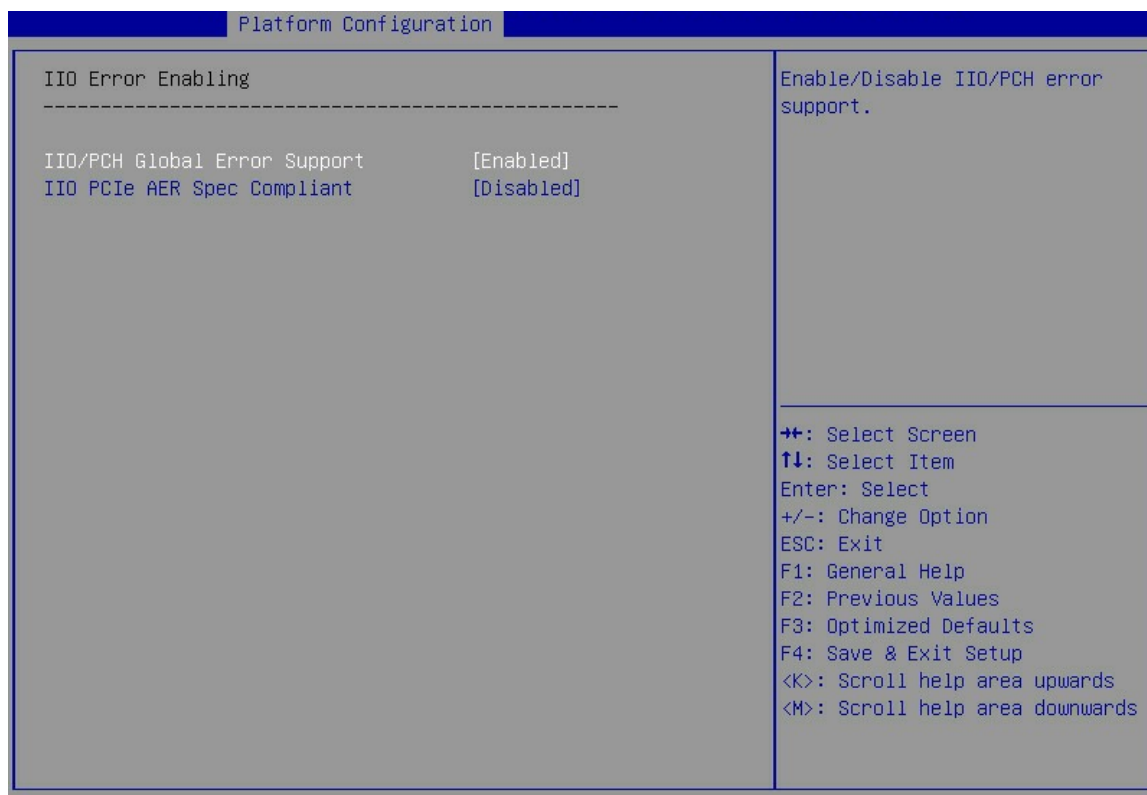 Platform Configuration
IIO Error Enabling
--------------------------------------------------
IIO/PCH Global Error Support [Enabled]
IIO PCIe AER Spec Compliant [Disabled]
Enable/Disable IIO/PCH error
support.
→←: Select Screen
↑↓: Select Item
Enter: Select
+/-: Change Option
ESC: Exit
F1: General Help
F2: Previous Values
F3: Optimized Defaults
F4: Save & Exit Setup
<K>: Scroll help area upwards
<M>: Scroll help area downwards